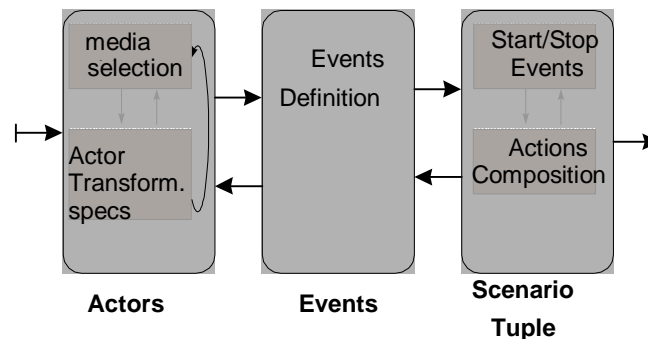 media
selection
Actor
Transform.
specs
Events
Definition
Start/Stop
Events
Actions
Composition
Actors
Events
Scenario
Tuple